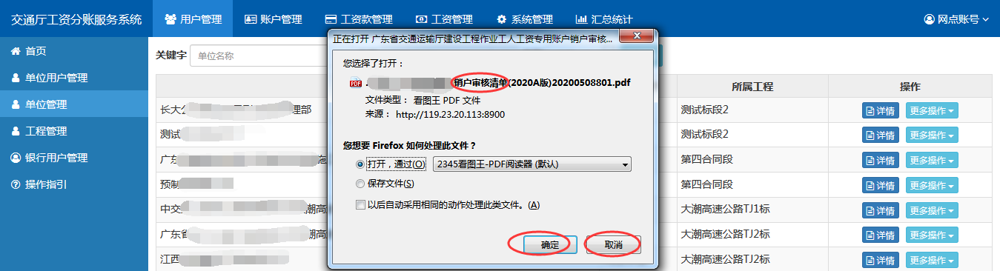 交通厅工资分账服务系统 用户管理 账户管理 工资款管理 工资管理 系统管理 汇总统计 网点账号
首页
单位用户管理
单位管理
工程管理
银行用户管理
操作指引
关键字 单位名称
所属工程 操作
长大公 理部 测试标段2 详情 更多操作
测试 测试标段2 详情 更多操作
广东 施 第四合同段 详情 更多操作
预制 第四合同段 详情 更多操作
中交 潮高 大潮高速公路TJ1标 详情 更多操作
广东省 潮高 大潮高速公路TJ2标 详情 更多操作
江西 大潮高速公路TJ2标 详情 更多操作
正在打开 广东省交通运输厅建设工程作业工人工资专用账户销户审核...
您选择了打开：
销户审核清单(2020A版)20200508801.pdf
文件类型： 看图王 PDF 文件
来源： http://119.23.20.113:8900
您想要 Firefox 如何处理此文件？
打开，通过(O) 2345看图王-PDF阅读器 (默认)
保存文件(S)
以后自动采用相同的动作处理此类文件。(A)
确定 取消